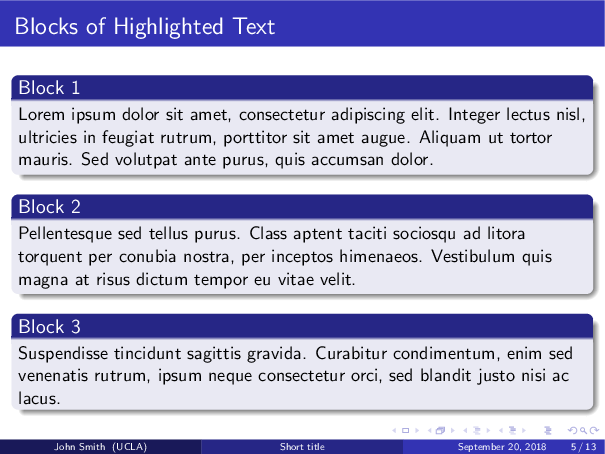 Blocks of Highlighted Text
Block 1
Lorem ipsum dolor sit amet, consectetur adipiscing elit. Integer lectus nisl,
ultricies in feugiat rutrum, porttitor sit amet augue. Aliquam ut tortor
mauris. Sed volutpat ante purus, quis accumsan dolor.
Block 2
Pellentesque sed tellus purus. Class aptent taciti sociosqu ad litora
torquent per conubia nostra, per inceptos himenaeos. Vestibulum quis
magna at risus dictum tempor eu vitae velit.
Block 3
Suspendisse tincidunt sagittis gravida. Curabitur condimentum, enim sed
venenatis rutrum, ipsum neque consectetur orci, sed blandit justo nisi ac
lacus.
John Smith (UCLA) Short title September 20, 2018 5 / 13